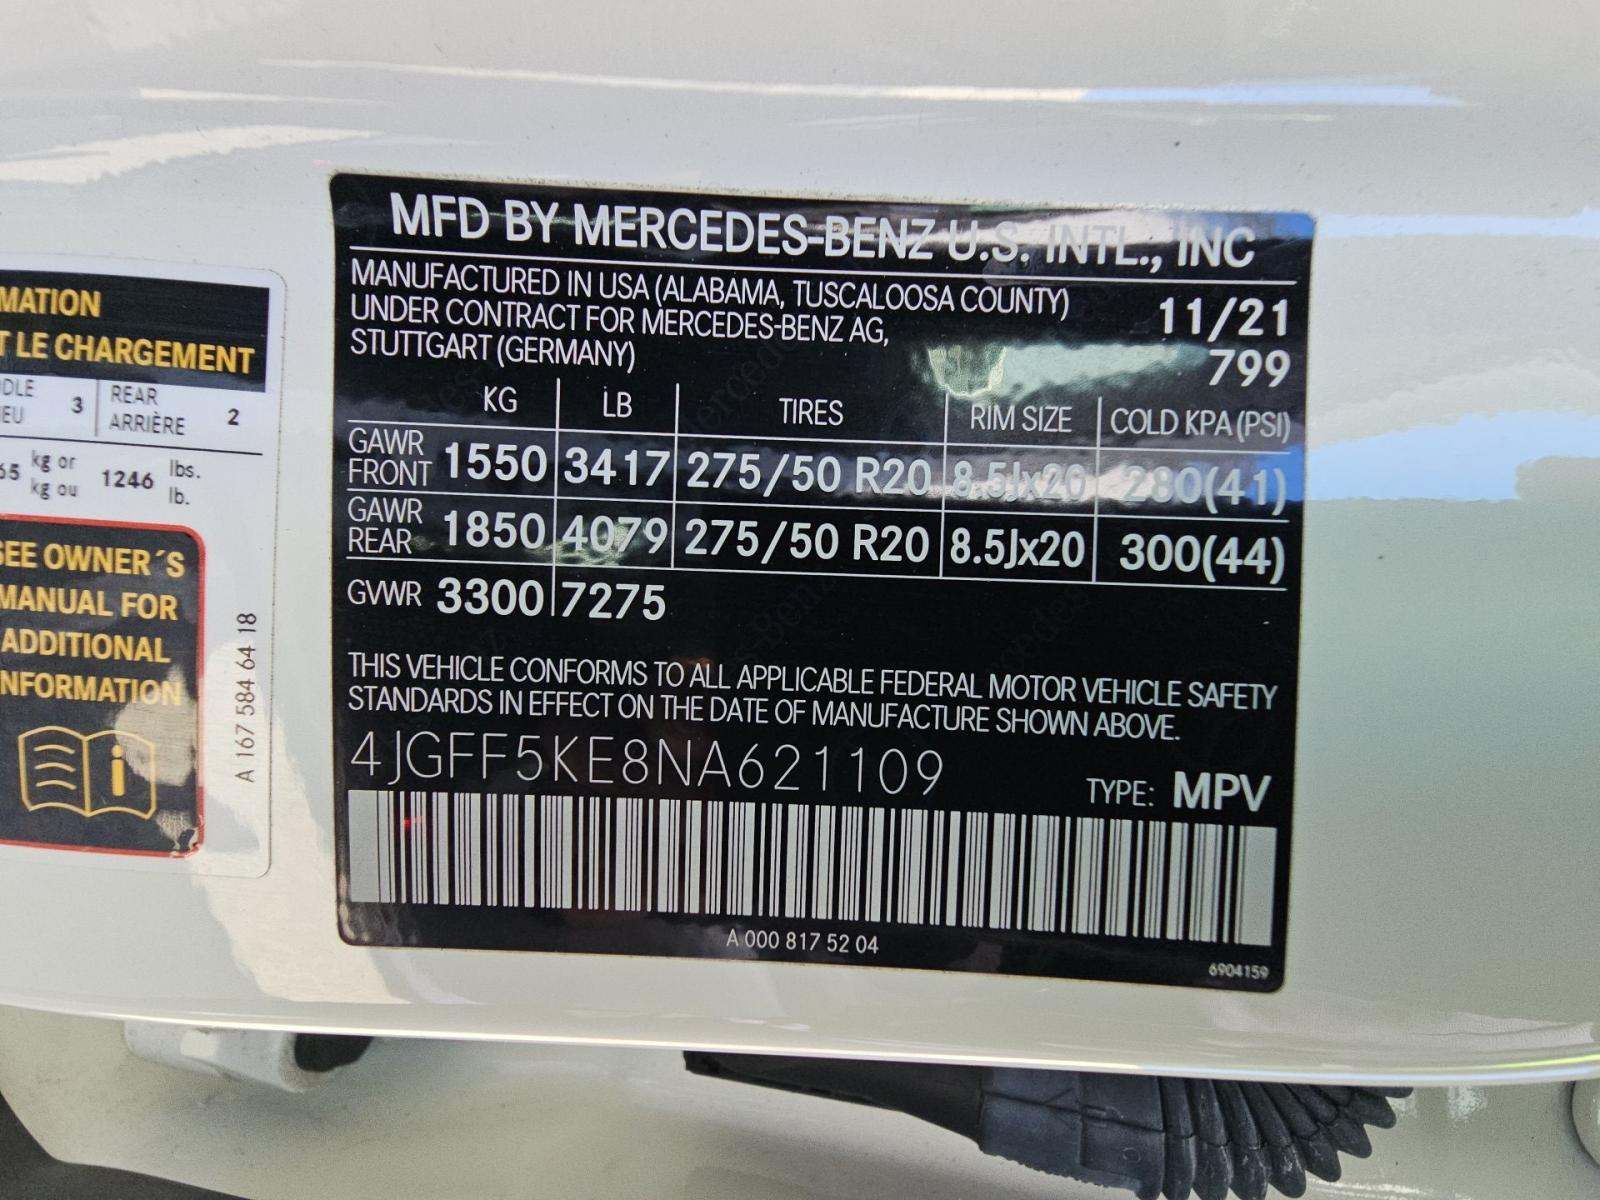 MATION
T LE CHARGEMENT
DDLE
IEU
3
REAR
ARRIÈRE
2
65 kg or
kg ou
1246 lbs.
lb.
SEE OWNER´S
MANUAL FOR
ADDITIONAL
INFORMATION
A 167 584 64 18
MFD BY MERCEDES-BENZ U.S. INTL., INC
MANUFACTURED IN USA (ALABAMA, TUSCALOOSA COUNTY)
UNDER CONTRACT FOR MERCEDES-BENZ AG,
STUTTGART (GERMANY)
11/21
799
KG LB TIRES RIM SIZE COLD KPA (PSI)
GAWR FRONT 1550 3417 275/50 R20 8.5Jx20 280(41)
GAWR REAR 1850 4079 275/50 R20 8.5Jx20 300(44)
GVWR 3300 7275
THIS VEHICLE CONFORMS TO ALL APPLICABLE FEDERAL MOTOR VEHICLE SAFETY
STANDARDS IN EFFECT ON THE DATE OF MANUFACTURE SHOWN ABOVE.
4JGFF5KE8NA621109
TYPE: MPV
A 000 817 52 04
6904159